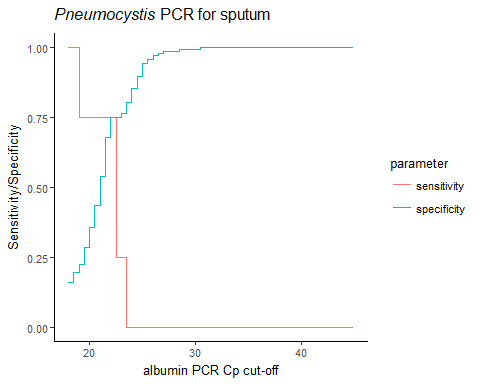 Pneumocystis PCR for sputum
Sensitivity/Specificity
1.00
0.75
0.50
0.25
0.00
20 30 40
albumin PCR Cp cut-off
parameter
sensitivity
specificity